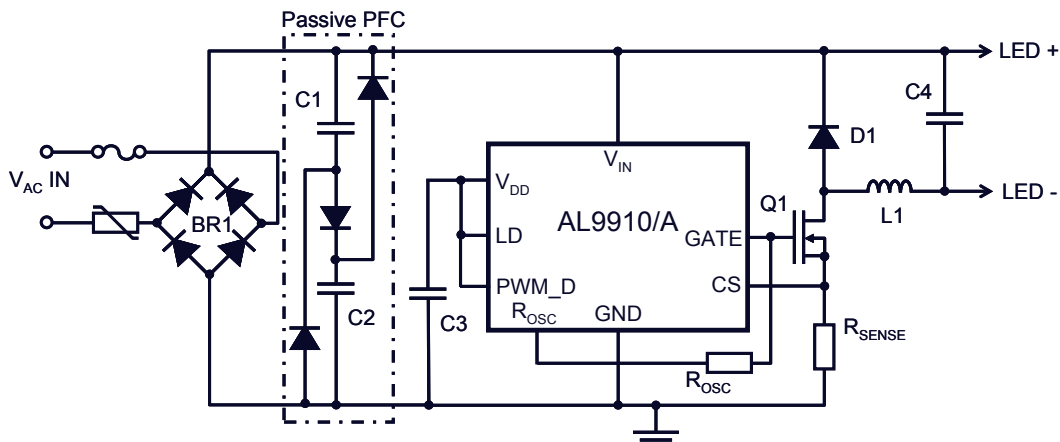 Passive PFC
LED +
C1
C4
D1
V_AC IN
V_IN
V_DD
Q1
BR1
AL9910/A
L1
LED -
LD
GATE
PWM_D
CS
C2
C3
R_OSC
GND
R_SENSE
R_OSC